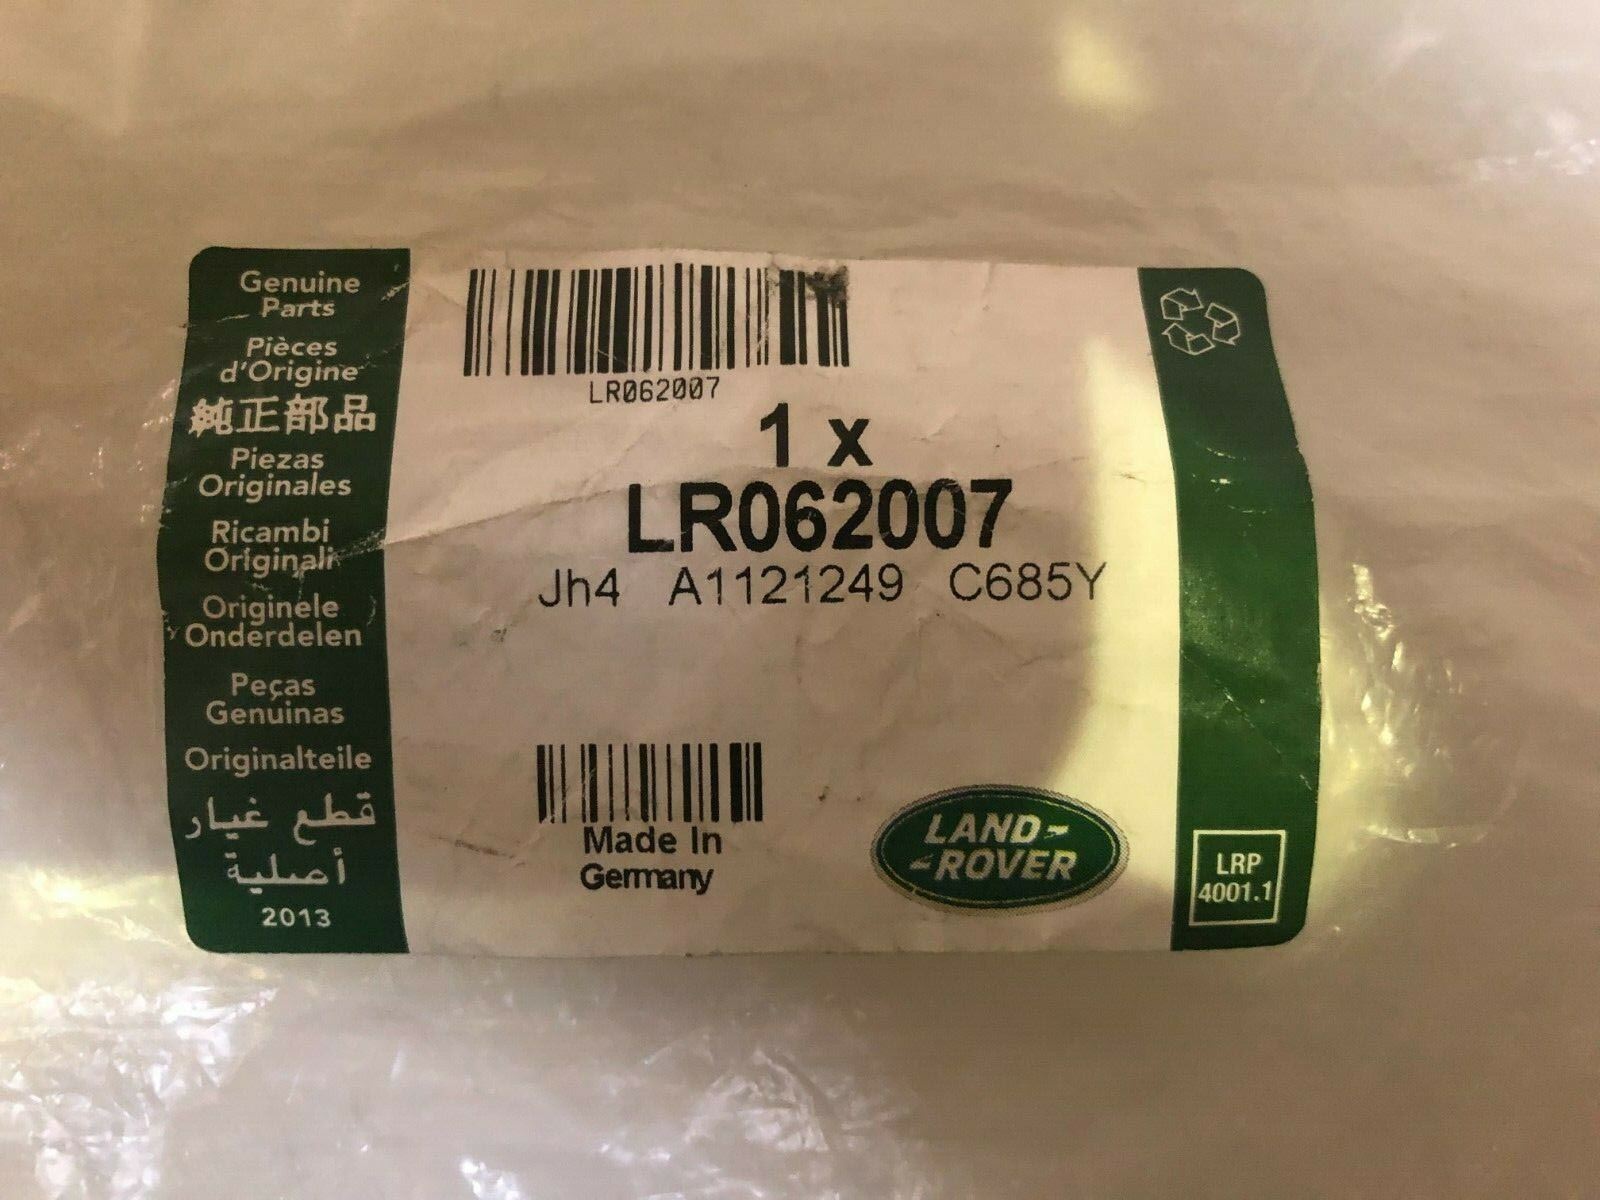 Genuine
Parts
Pièces
d'Origine
純正部品
Piezas
Originales
Ricambi
Originali
Originele
Onderdelen
Peças
Genuinas
Originalteile
قطع غيار
أصلية
2013
LR062007
1 x
LR062007
Jh4 A1121249 C685Y
Made In
Germany
LAND-
-ROVER
LRP
4001.1